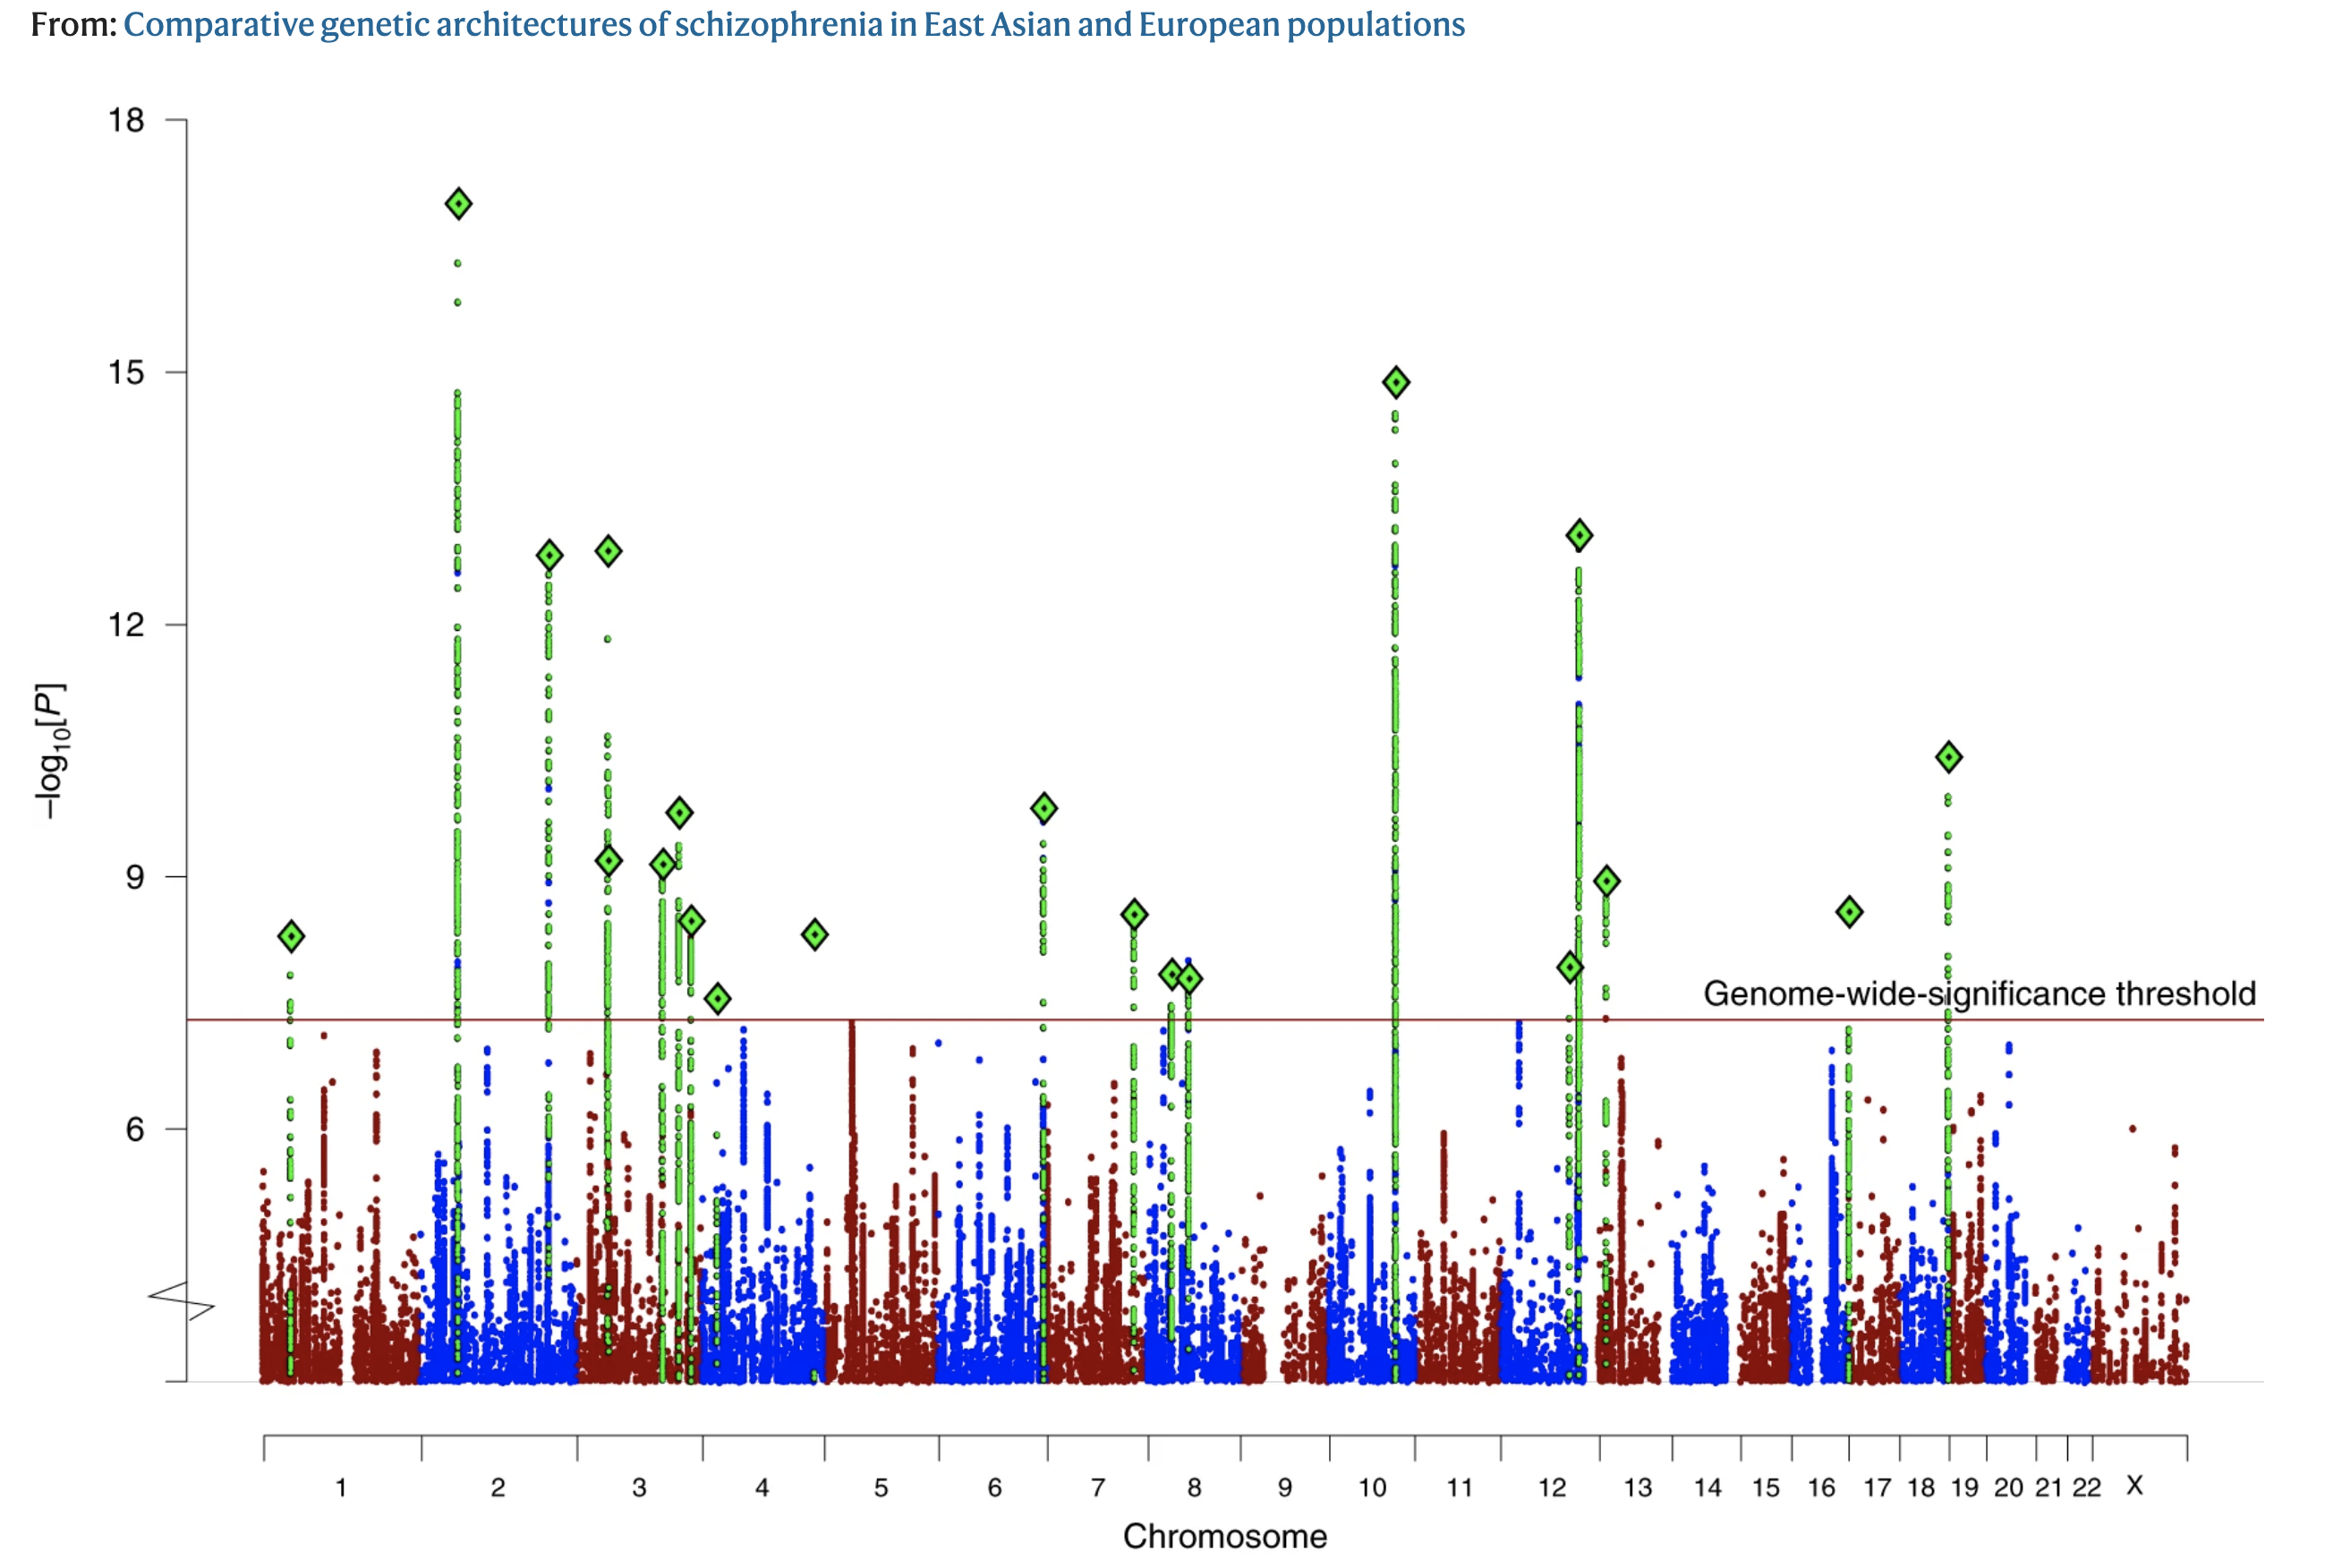 From: Comparative genetic architectures of schizophrenia in East Asian and European populations
18
15
12
9
6
–log10[P]
Genome-wide-significance threshold
1 2 3 4 5 6 7 8 9 10 11 12 13 14 15 16 17 18 19 20 21 22 X
Chromosome